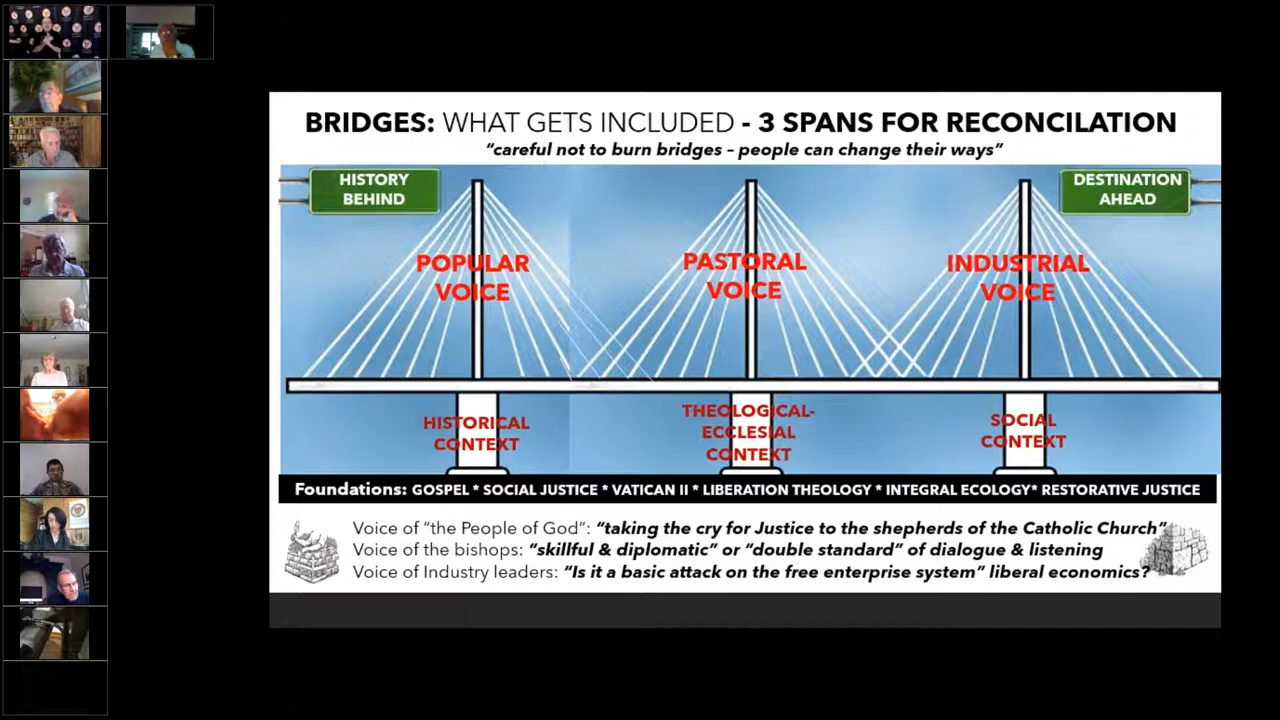 BRIDGES: WHAT GETS INCLUDED - 3 SPANS FOR RECONCILATION
“careful not to burn bridges – people can change their ways”
HISTORY
BEHIND
DESTINATION
AHEAD
POPULAR
VOICE
PASTORAL
VOICE
INDUSTRIAL
VOICE
HISTORICAL
CONTEXT
THEOLOGICAL-
ECCLESIAL
CONTEXT
SOCIAL
CONTEXT
Foundations: GOSPEL * SOCIAL JUSTICE * VATICAN II * LIBERATION THEOLOGY * INTEGRAL ECOLOGY* RESTORATIVE JUSTICE
Voice of “the People of God”: “taking the cry for Justice to the shepherds of the Catholic Church”
Voice of the bishops: “skillful & diplomatic” or “double standard” of dialogue & listening
Voice of Industry leaders: “Is it a basic attack on the free enterprise system” liberal economics?